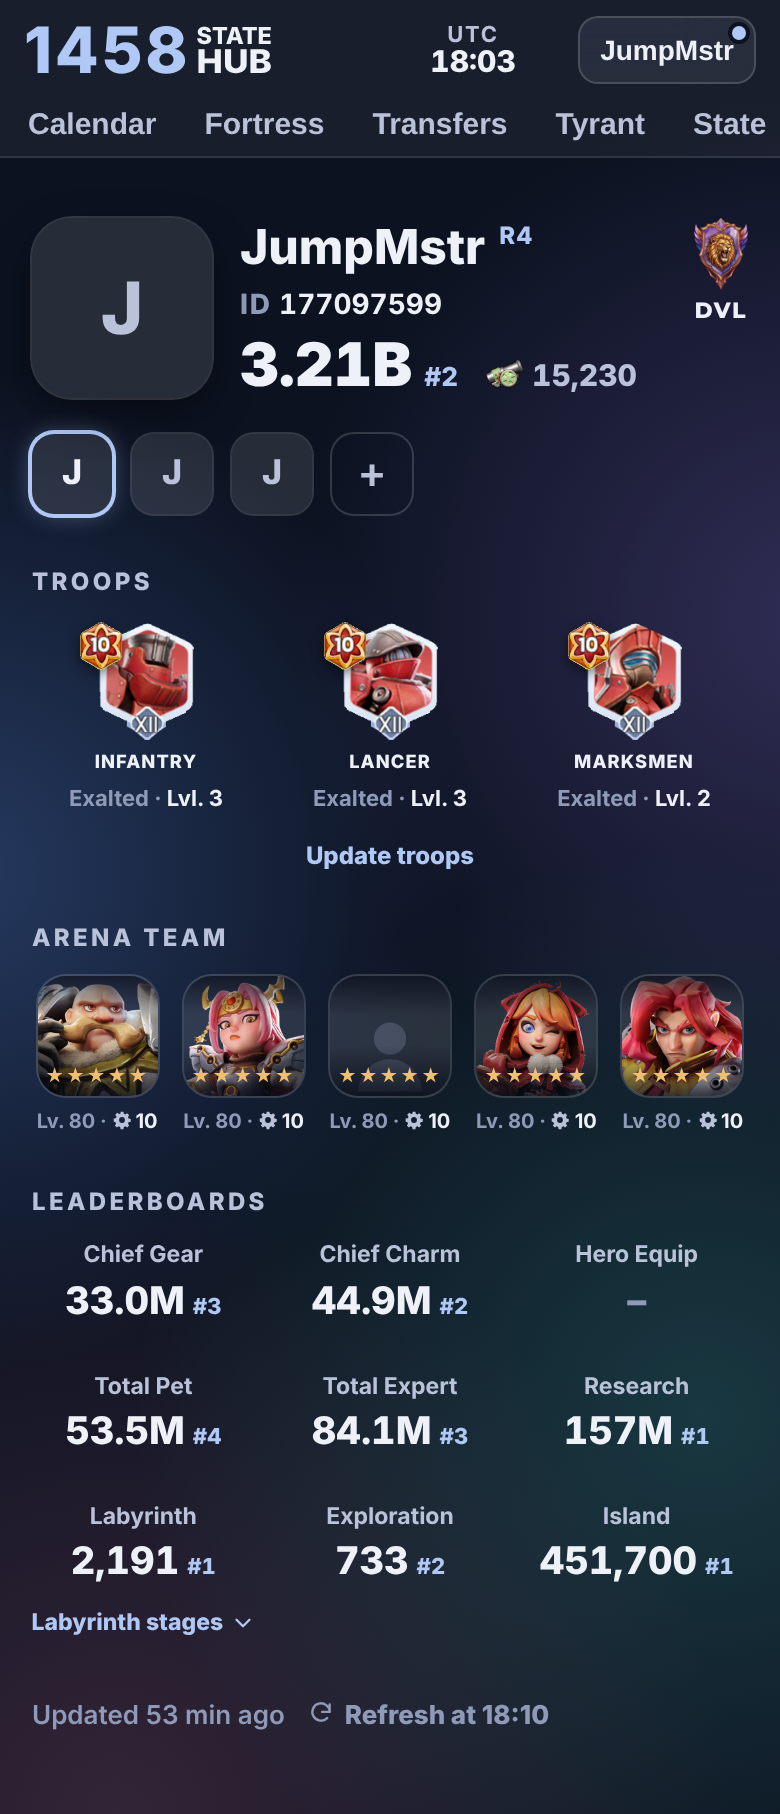 1458 STATE HUB
UTC
18:03
JumpMstr
Calendar Fortress Transfers Tyrant State
J
JumpMstr R4
ID 177097599
3.21B #2 15,230
DVL
J J J +
TROOPS
10 10 10
XII XII XII
INFANTRY LANCER MARKSMEN
Exalted · Lvl. 3 Exalted · Lvl. 3 Exalted · Lvl. 2
Update troops
ARENA TEAM
Lv. 80 · 10 Lv. 80 · 10 Lv. 80 · 10 Lv. 80 · 10 Lv. 80 · 10
LEADERBOARDS
Chief Gear Chief Charm Hero Equip
33.0M #3 44.9M #2 –
Total Pet Total Expert Research
53.5M #4 84.1M #3 157M #1
Labyrinth Exploration Island
2,191 #1 733 #2 451,700 #1
Labyrinth stages
Updated 53 min ago Refresh at 18:10